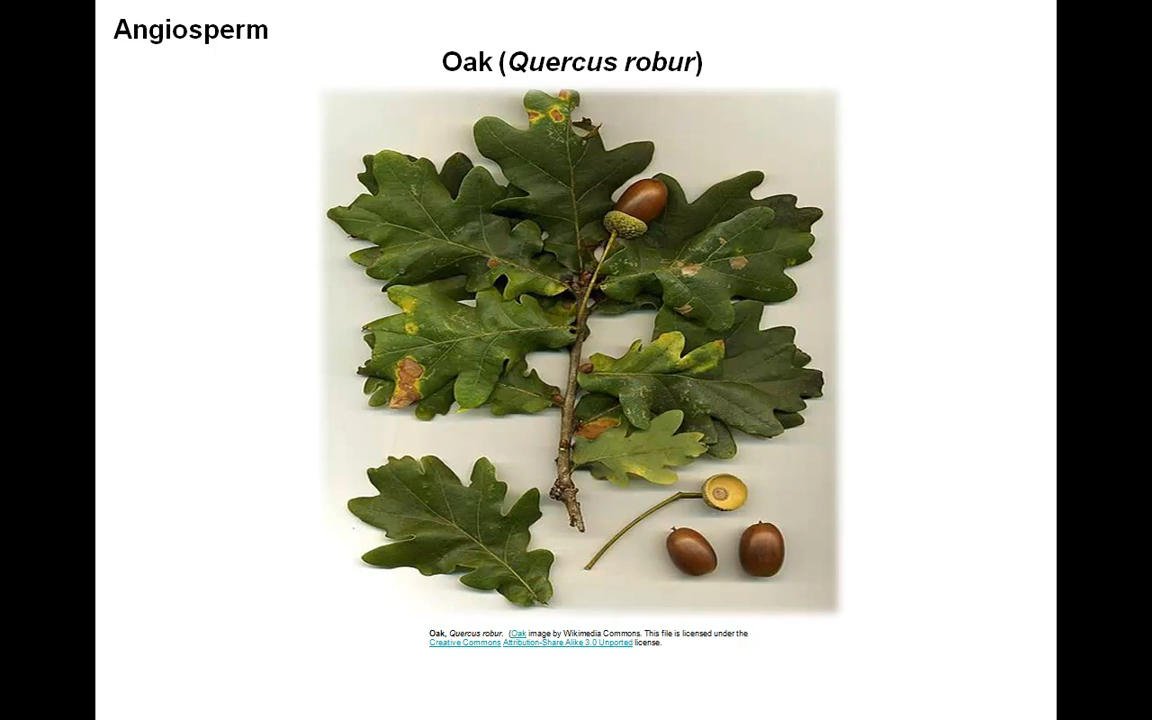 Angiosperm
Oak (Quercus robur)
Oak, Quercus robur. (Oak image by Wikimedia Commons. This file is licensed under the
Creative Commons Attribution-Share Alike 3.0 Unported license.